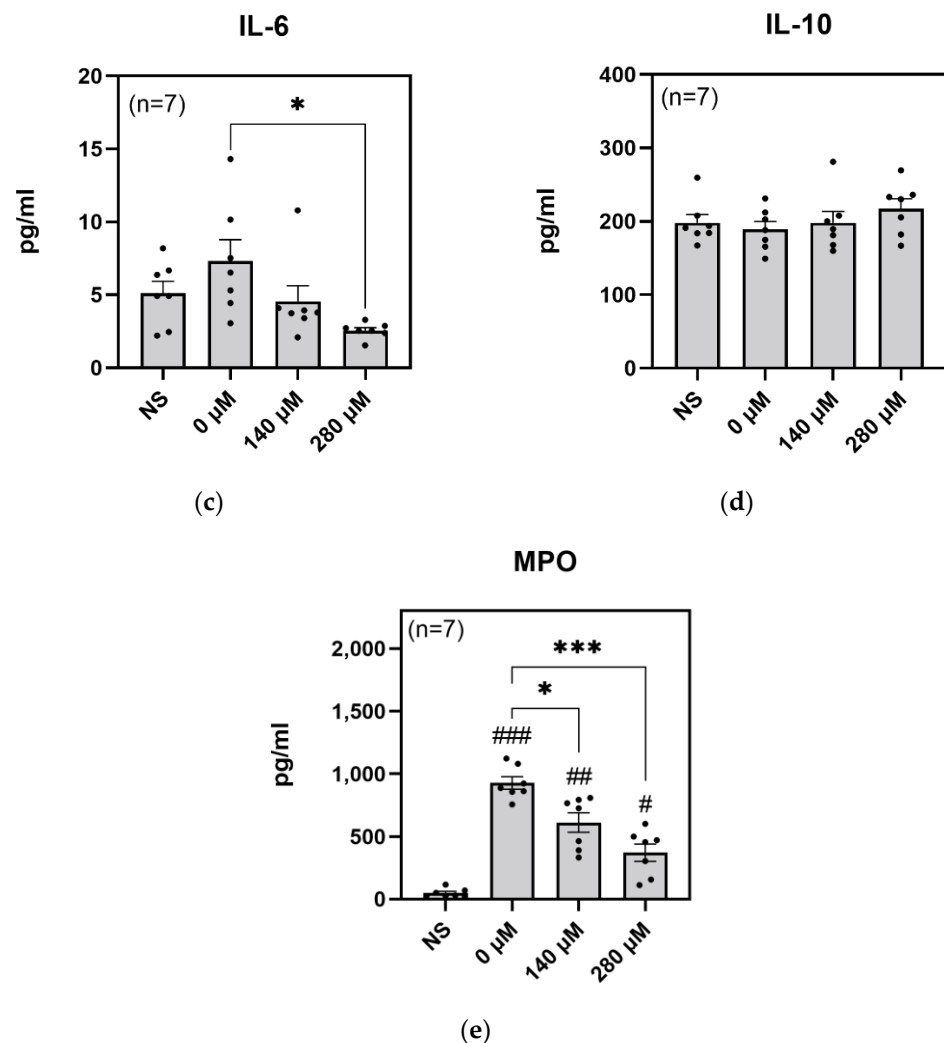 IL-6
20
15
10
5
0
pg/ml
(n=7)
*
NS
0 µM
140 µM
280 µM
(c)
IL-10
400
300
200
100
0
pg/ml
(n=7)
NS
0 µM
140 µM
280 µM
(d)
MPO
2,000
1,500
1,000
500
0
pg/ml
(n=7)
***
*
###
##
#
NS
0 µM
140 µM
280 µM
(e)